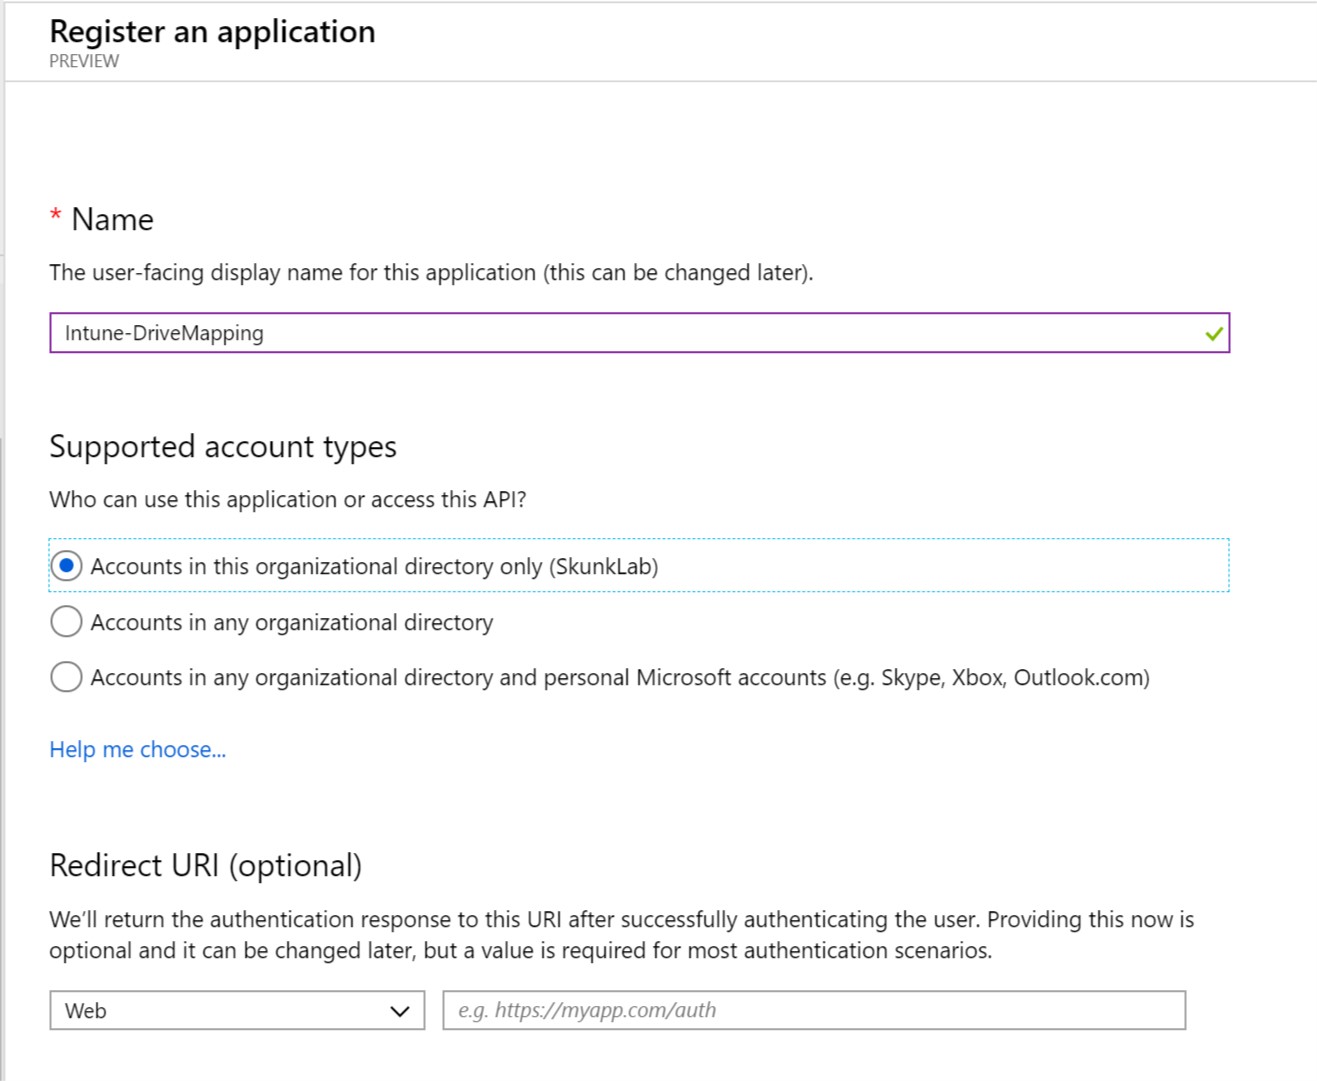 Register an application
PREVIEW
* Name
The user-facing display name for this application (this can be changed later).
Intune-DriveMapping
Supported account types
Who can use this application or access this API?
Accounts in this organizational directory only (SkunkLab)
Accounts in any organizational directory
Accounts in any organizational directory and personal Microsoft accounts (e.g. Skype, Xbox, Outlook.com)
Help me choose...
Redirect URI (optional)
We'll return the authentication response to this URI after successfully authenticating the user. Providing this now is
optional and it can be changed later, but a value is required for most authentication scenarios.
Web
e.g. https://myapp.com/auth